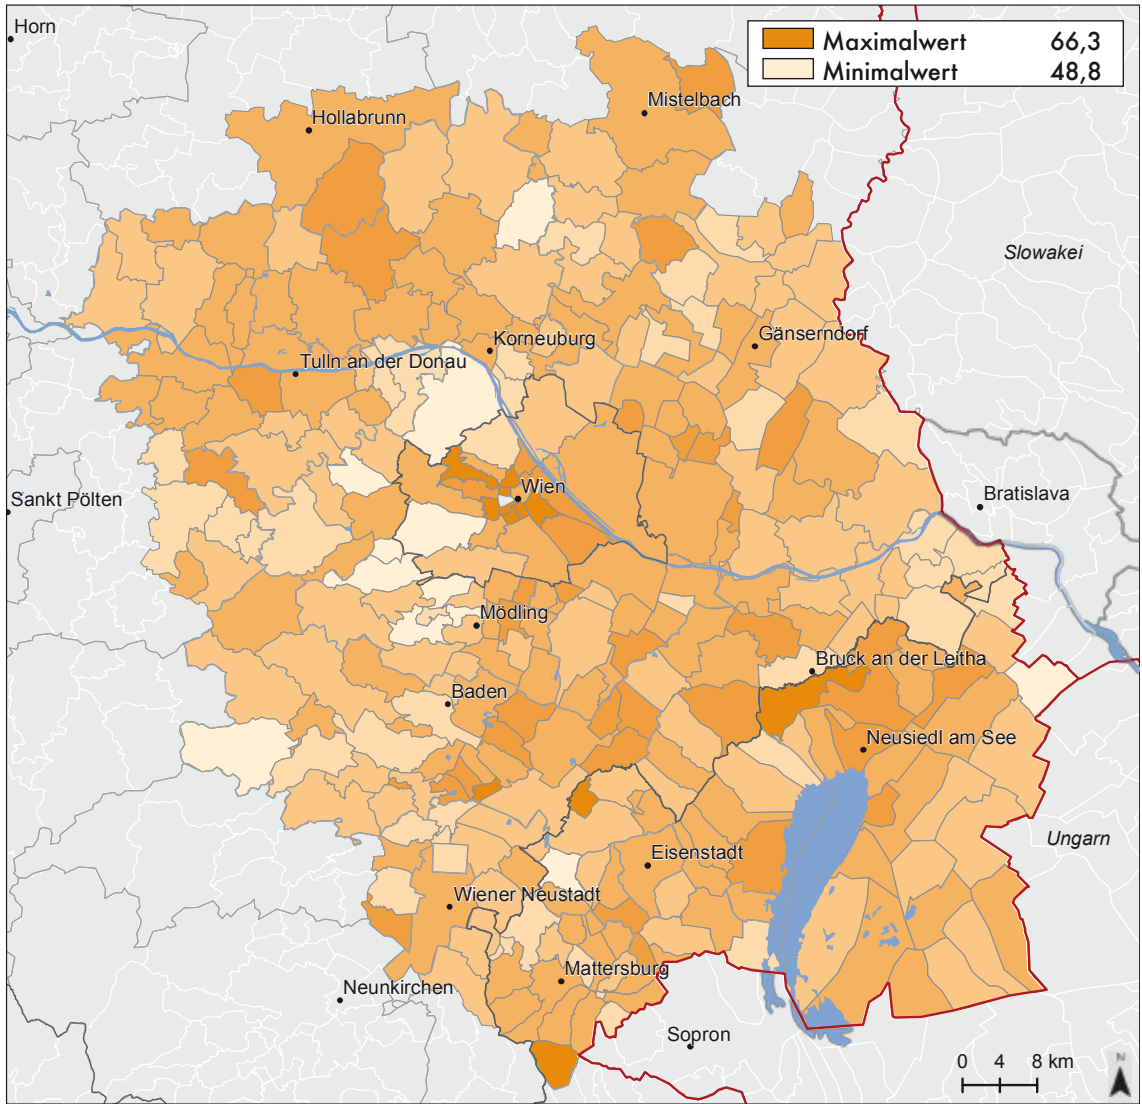 Horn
Maximalwert 66,3
Minimalwert 48,8
Mistelbach
Hollabrunn
Slowakei
Korneuburg
Gänserndorf
Tulln an der Donau
Wien
Bratislava
Sankt Pölten
Mödling
Bruck an der Leitha
Baden
Neusiedl am See
Ungarn
Eisenstadt
Wiener Neustadt
Mattersburg
Neunkirchen
Sopron
0 4 8 km
N